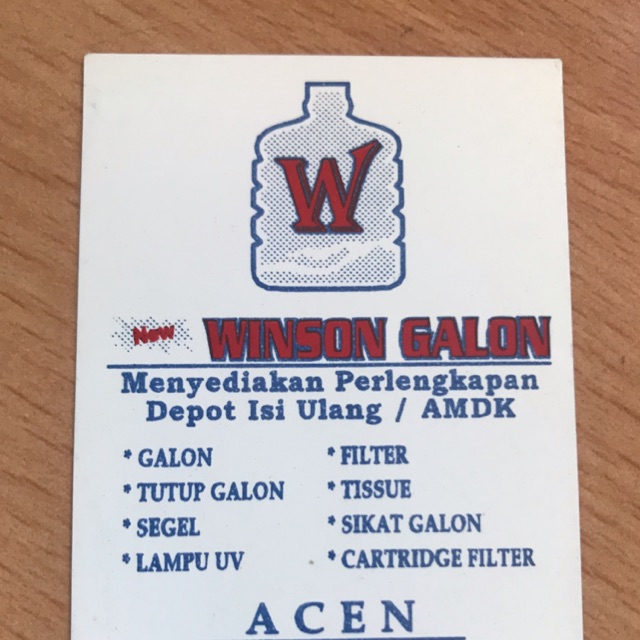 W
New WINSON GALON
Menyediakan Perlengkapan
Depot Isi Ulang / AMDK
* GALON * FILTER
* TUTUP GALON * TISSUE
* SEGEL * SIKAT GALON
* LAMPU UV * CARTRIDGE FILTER
ACEN